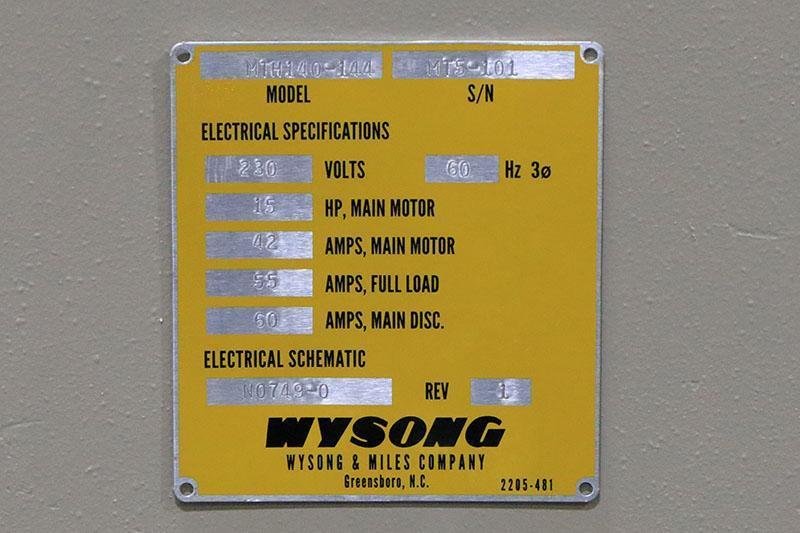 MTH140-144 MT5-101
MODEL S/N
ELECTRICAL SPECIFICATIONS
230 VOLTS 60 Hz 3ø
15 HP, MAIN MOTOR
42 AMPS, MAIN MOTOR
55 AMPS, FULL LOAD
60 AMPS, MAIN DISC.
ELECTRICAL SCHEMATIC
N0749-0 REV 1
WYSONG
WYSONG & MILES COMPANY
Greensboro, N.C. 2205-481